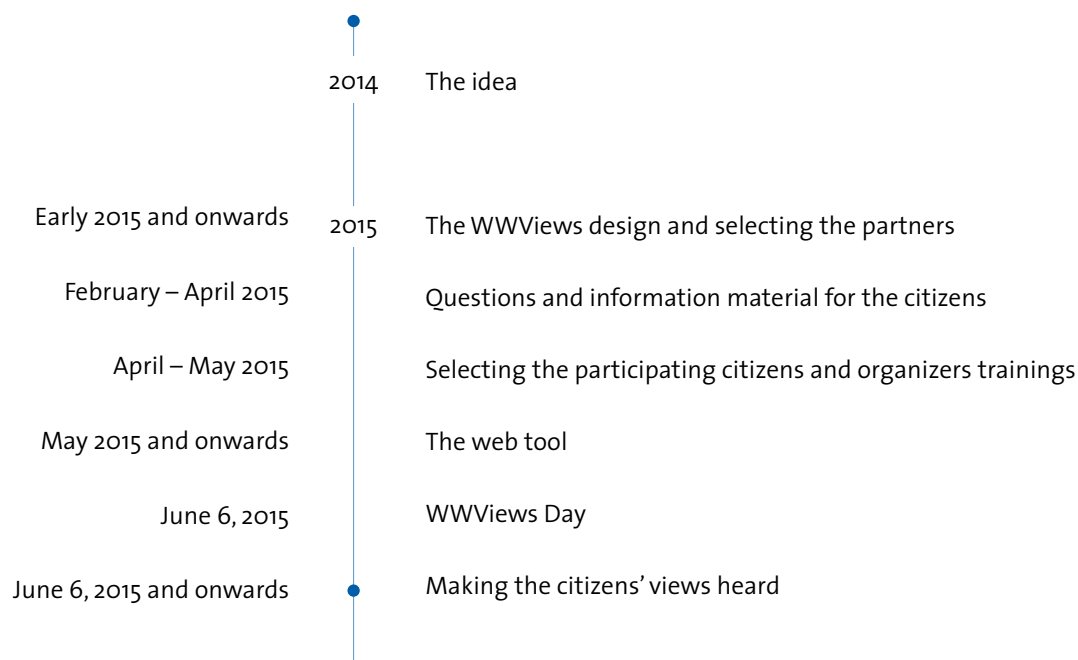 2014 The idea
Early 2015 and onwards 2015 The WWViews design and selecting the partners
February – April 2015 Questions and information material for the citizens
April – May 2015 Selecting the participating citizens and organizers trainings
May 2015 and onwards The web tool
June 6, 2015 WWViews Day
June 6, 2015 and onwards Making the citizens’ views heard